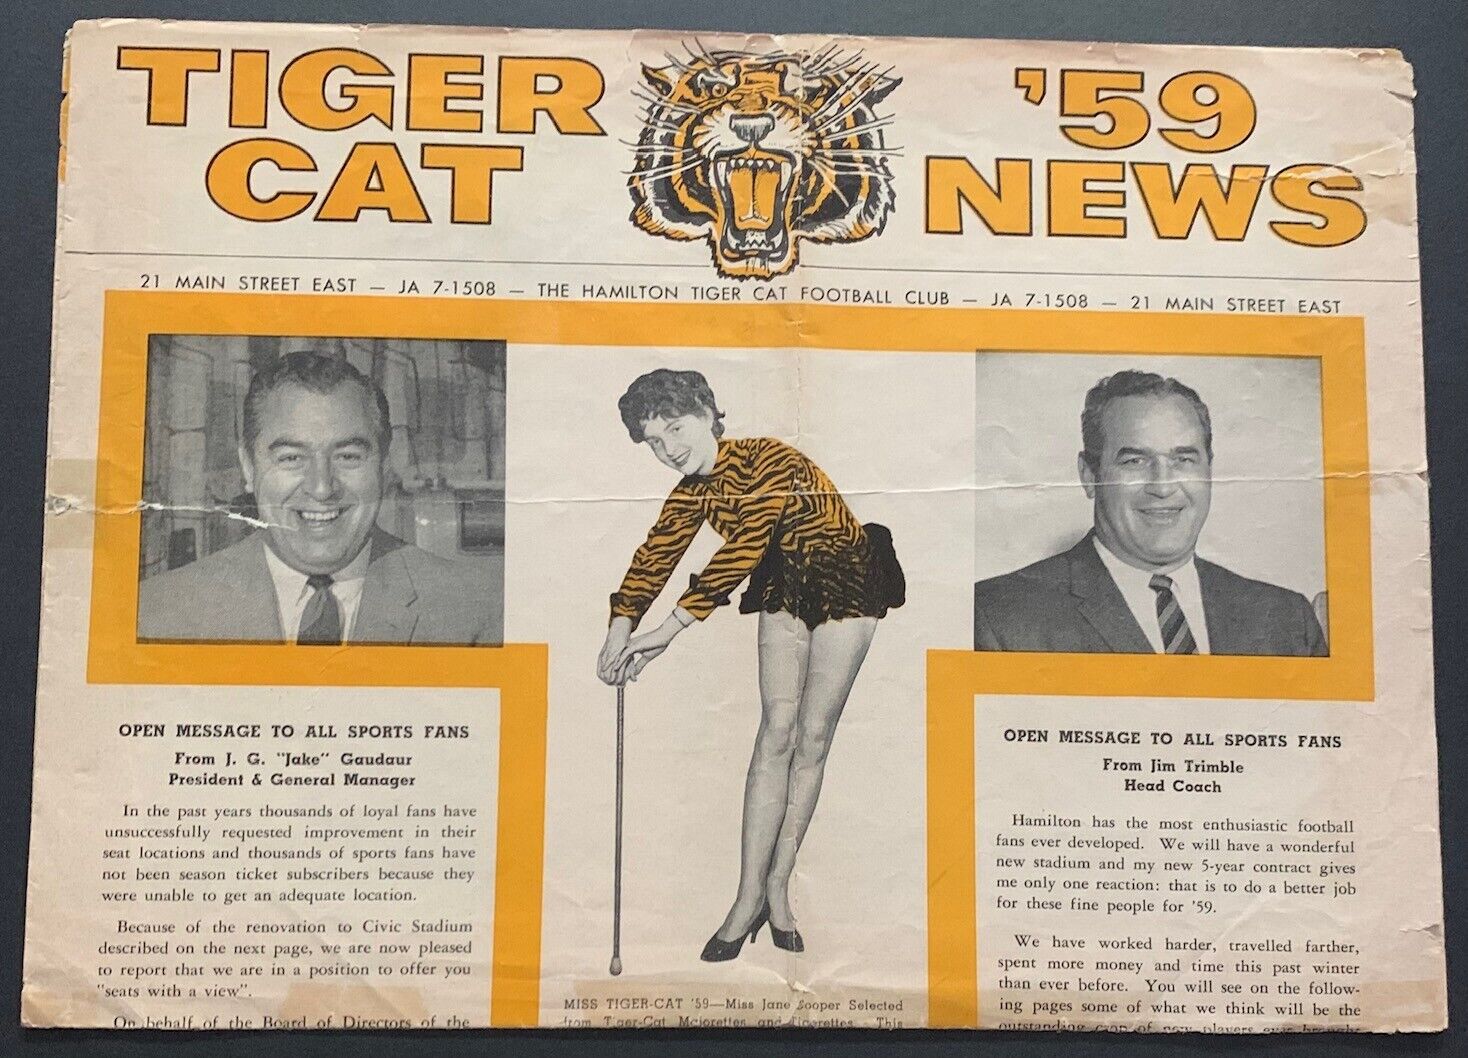 TIGER
CAT
'59
NEWS
21 MAIN STREET EAST — JA 7-1508 — THE HAMILTON TIGER CAT FOOTBALL CLUB — JA 7-1508 — 21 MAIN STREET EAST
OPEN MESSAGE TO ALL SPORTS FANS
From J. G. "Jake" Gaudaur
President & General Manager
In the past years thousands of loyal fans have
unsuccessfully requested improvement in their
seat locations and thousands of sports fans have
not been season ticket subscribers because they
were unable to get an adequate location.
Because of the renovation to Civic Stadium
described on the next page, we are now pleased
to report that we are in a position to offer you
"seats with a view".
On behalf of the Board of Directors of the
MISS TIGER-CAT '59—Miss Jane Sooper Selected
from Tiger-Cat Majorettes and Tigerettes This
OPEN MESSAGE TO ALL SPORTS FANS
From Jim Trimble
Head Coach
Hamilton has the most enthusiastic football
fans ever developed. We will have a wonderful
new stadium and my new 5-year contract gives
me only one reaction: that is to do a better job
for these fine people for '59.
We have worked harder, travelled farther,
spent more money and time this past winter
than ever before. You will see on the follow-
ing pages some of what we think will be the
outstanding crop of new players ever brought